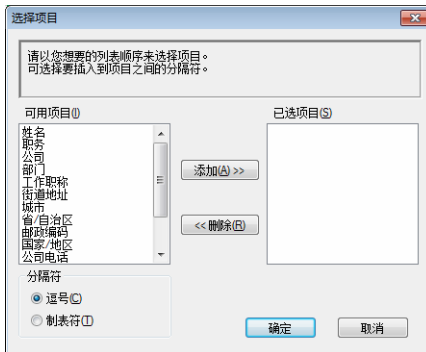 选择项目
请以您想要的列表顺序来选择项目。
可选择要插入到项目之间的分隔符。
可用项目(I)
已选项目(S)
姓名
职务
公司
部门
工作职称
街道地址
城市
省/自治区
邮政编码
国家/地区
公司电话
添加(A) >>
<< 删除(R)
分隔符
逗号(C)
制表符(T)
确定
取消